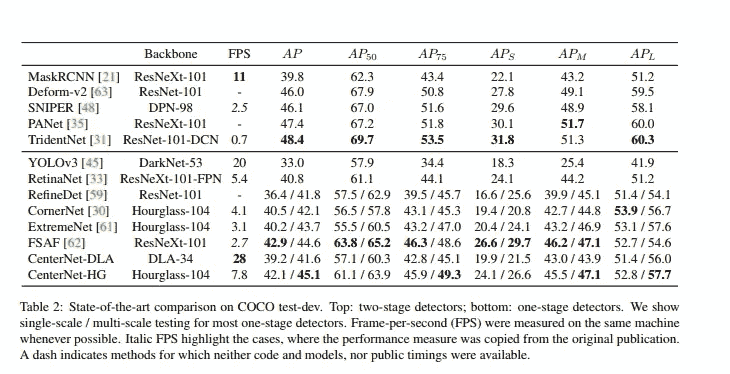 Backbone FPS AP AP50 AP75 APS APM APL
MaskRCNN [21] ResNeXt-101 11 39.8 62.3 43.4 22.1 43.2 51.2
Deform-v2 [63] ResNet-101 - 46.0 67.9 50.8 27.8 49.1 59.5
SNIPER [48] DPN-98 2.5 46.1 67.0 51.6 29.6 48.9 58.1
PANet [35] ResNeXt-101 - 47.4 67.2 51.8 30.1 51.7 60.0
TridentNet [31] ResNet-101-DCN 0.7 48.4 69.7 53.5 31.8 51.3 60.3
YOLOv3 [45] DarkNet-53 20 33.0 57.9 34.4 18.3 25.4 41.9
RetinaNet [33] ResNeXt-101-FPN 5.4 40.8 61.1 44.1 24.1 44.2 51.2
RefineDet [59] ResNet-101 - 36.4 / 41.8 57.5 / 62.9 39.5 / 45.7 16.6 / 25.6 39.9 / 45.1 51.4 / 54.1
CornerNet [30] Hourglass-104 4.1 40.5 / 42.1 56.5 / 57.8 43.1 / 45.3 19.4 / 20.8 42.7 / 44.8 53.9 / 56.7
ExtremeNet [61] Hourglass-104 3.1 40.2 / 43.7 55.5 / 60.5 43.2 / 47.0 20.4 / 24.1 43.2 / 46.9 53.1 / 57.6
FSAF [62] ResNeXt-101 2.7 42.9 / 44.6 63.8 / 65.2 46.3 / 48.6 26.6 / 29.7 46.2 / 47.1 52.7 / 54.6
CenterNet-DLA DLA-34 28 39.2 / 41.6 57.1 / 60.3 42.8 / 45.1 19.9 / 21.5 43.0 / 43.9 51.4 / 56.0
CenterNet-HG Hourglass-104 7.8 42.1 / 45.1 61.1 / 63.9 45.9 / 49.3 24.1 / 26.6 45.5 / 47.1 52.8 / 57.7
Table 2: State-of-the-art comparison on COCO test-dev. Top: two-stage detectors; bottom: one-stage detectors. We show
single-scale / multi-scale testing for most one-stage detectors. Frame-per-second (FPS) were measured on the same machine
whenever possible. Italic FPS highlight the cases, where the performance measure was copied from the original publication.
A dash indicates methods for which neither code and models, nor public timings were available.